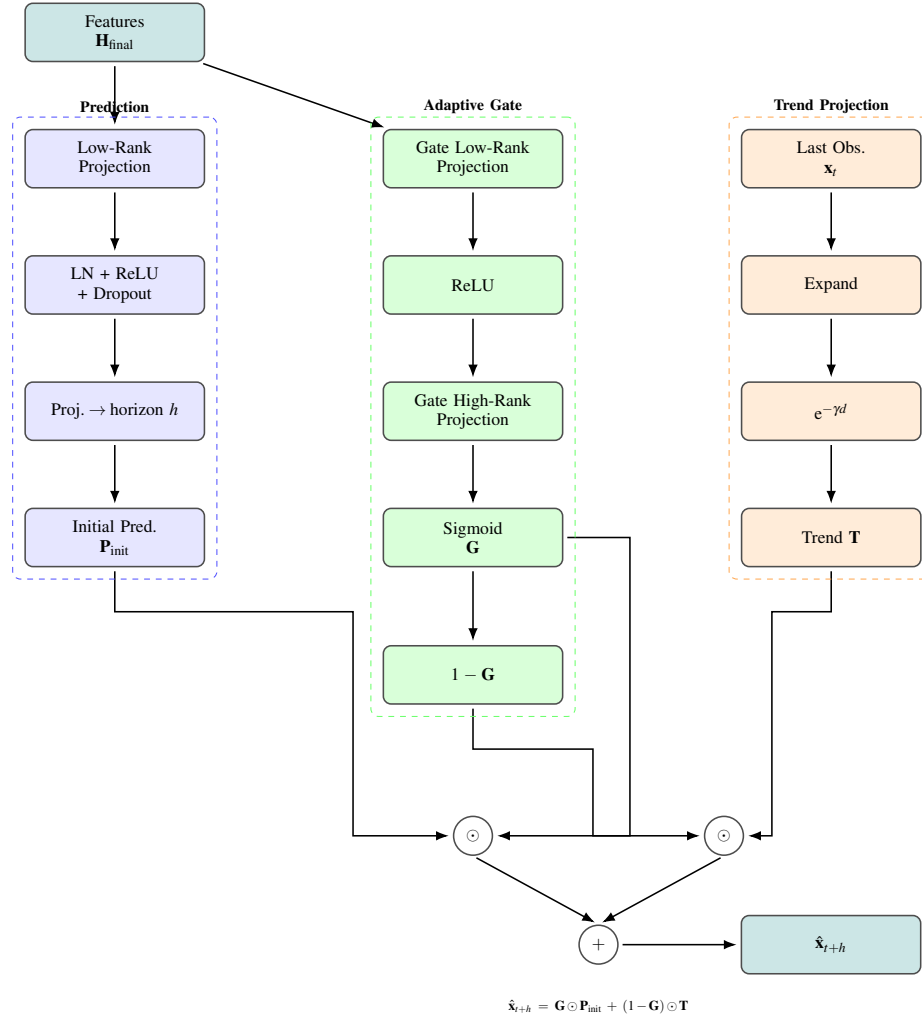 Features
H_final
Prediction
Low-Rank
Projection
LN + ReLU
+ Dropout
Proj. → horizon h
Initial Pred.
P_init
Adaptive Gate
Gate Low-Rank
Projection
ReLU
Gate High-Rank
Projection
Sigmoid
G
1 − G
Trend Projection
Last Obs.
x_t
Expand
e^{−γd}
Trend T
⊙
⊙
+
x̂_{t+h}
x̂_{t+h} = G⊙P_init + (1−G)⊙T